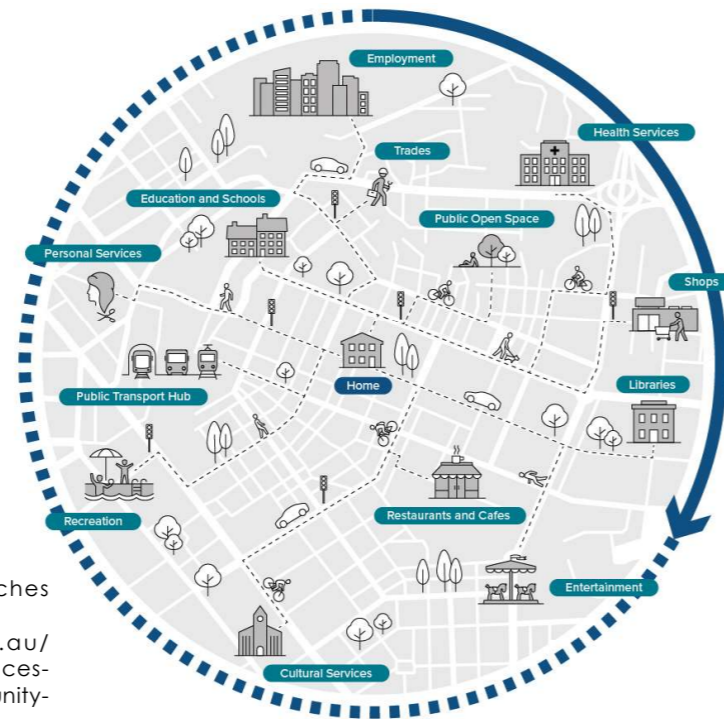 Employment
Health Services
Trades
Education and Schools
Public Open Space
Personal Services
Shops
Home
Libraries
Public Transport Hub
Restaurants and Cafes
Recreation
Entertainment
Cultural Services
ches
.au/
ces-
unity-